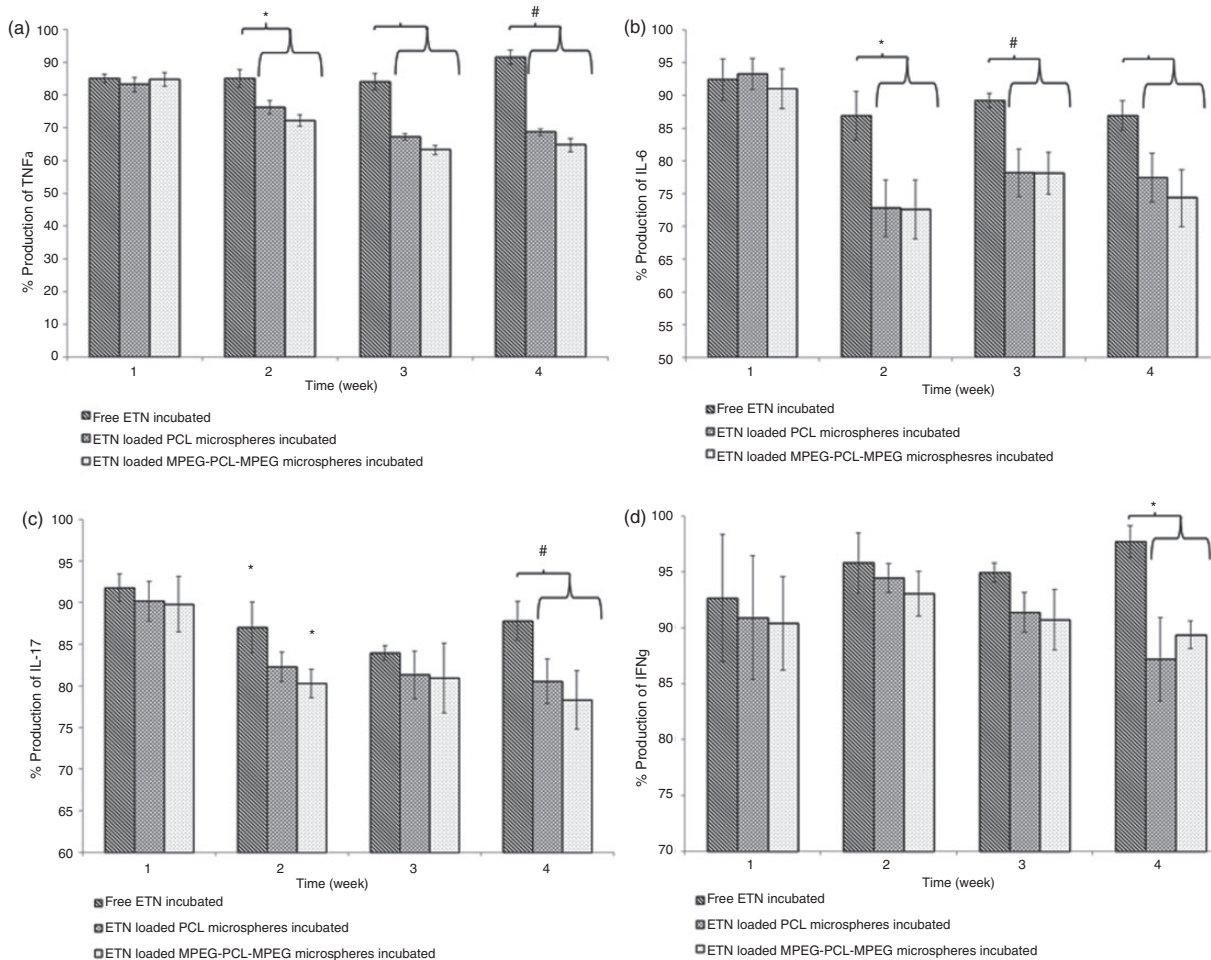 (a)
% Production of TNFa
100
90
80
70
60
50
40
30
20
10
0
*
#
1 2 3 4
Time (week)
Free ETN incubated
ETN loaded PCL microspheres incubated
ETN loaded MPEG-PCL-MPEG microspheres incubated
(b)
% Production of IL-6
100
95
90
85
80
75
70
65
60
55
50
*
#
1 2 3 4
Time (week)
Free ETN incubated
ETN loaded PCL microspheres incubated
ETN loaded MPEG-PCL-MPEG microsphesres incubated
(c)
% Production of IL-17
100
95
90
85
80
75
70
65
60
*
*
#
1 2 3 4
Time (week)
Free ETN incubated
ETN loaded PCL microspheres incubated
ETN loaded MPEG-PCL-MPEG microspheres incubated
(d)
% Production of IFNg
100
95
90
85
80
75
70
*
1 2 3 4
Time (week)
Free ETN incubated
ETN loaded PCL microspheres incubated
ETN loaded MPEG-PCL-MPEG microspheres incubated